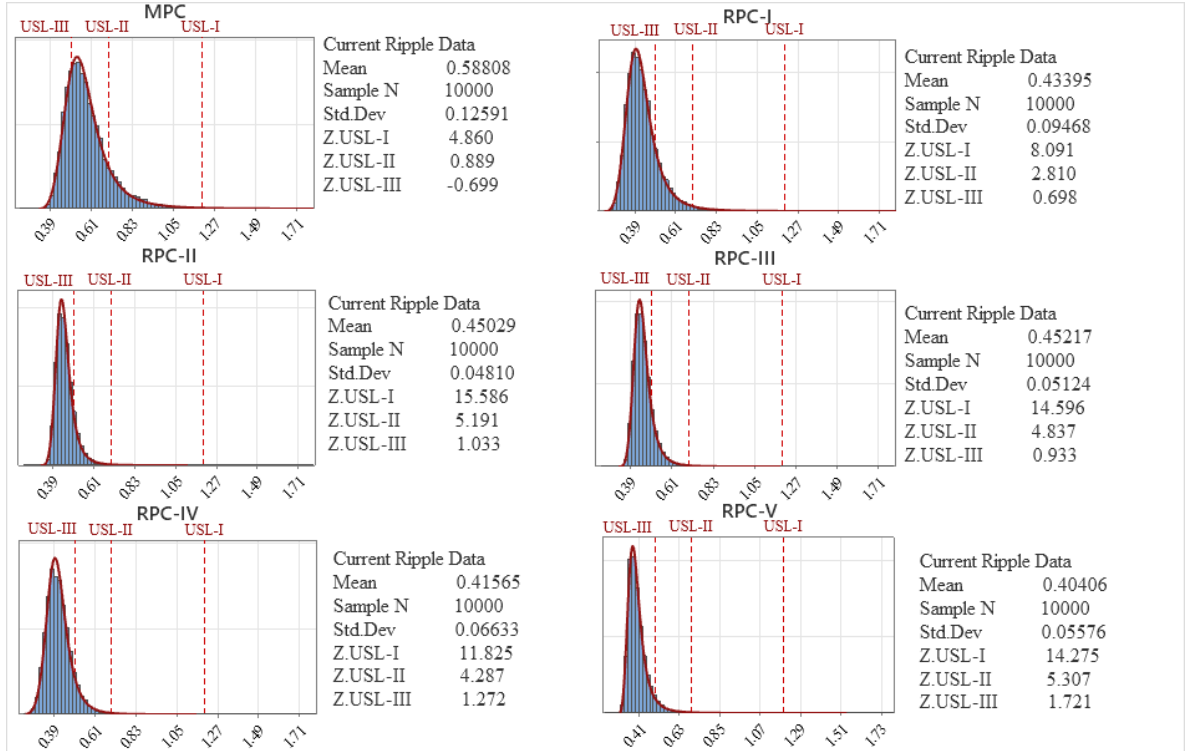 MPC
USL-III USL-II USL-I
Current Ripple Data
Mean 0.58808
Sample N 10000
Std.Dev 0.12591
Z.USL-I 4.860
Z.USL-II 0.889
Z.USL-III -0.699
0.39 0.61 0.83 1.05 1.27 1.49 1.71
RPC-I
USL-III USL-II USL-I
Current Ripple Data
Mean 0.43395
Sample N 10000
Std.Dev 0.09468
Z.USL-I 8.091
Z.USL-II 2.810
Z.USL-III 0.698
0.39 0.61 0.83 1.05 1.27 1.49 1.71
RPC-II
USL-III USL-II USL-I
Current Ripple Data
Mean 0.45029
Sample N 10000
Std.Dev 0.04810
Z.USL-I 15.586
Z.USL-II 5.191
Z.USL-III 1.033
0.39 0.61 0.83 1.05 1.27 1.49 1.71
RPC-III
USL-III USL-II USL-I
Current Ripple Data
Mean 0.45217
Sample N 10000
Std.Dev 0.05124
Z.USL-I 14.596
Z.USL-II 4.837
Z.USL-III 0.933
0.39 0.61 0.83 1.05 1.27 1.49 1.71
RPC-IV
USL-III USL-II USL-I
Current Ripple Data
Mean 0.41565
Sample N 10000
Std.Dev 0.06633
Z.USL-I 11.825
Z.USL-II 4.287
Z.USL-III 1.272
0.39 0.61 0.83 1.05 1.27 1.49 1.71
RPC-V
USL-III USL-II USL-I
Current Ripple Data
Mean 0.40406
Sample N 10000
Std.Dev 0.05576
Z.USL-I 14.275
Z.USL-II 5.307
Z.USL-III 1.721
0.41 0.63 0.85 1.07 1.29 1.51 1.73